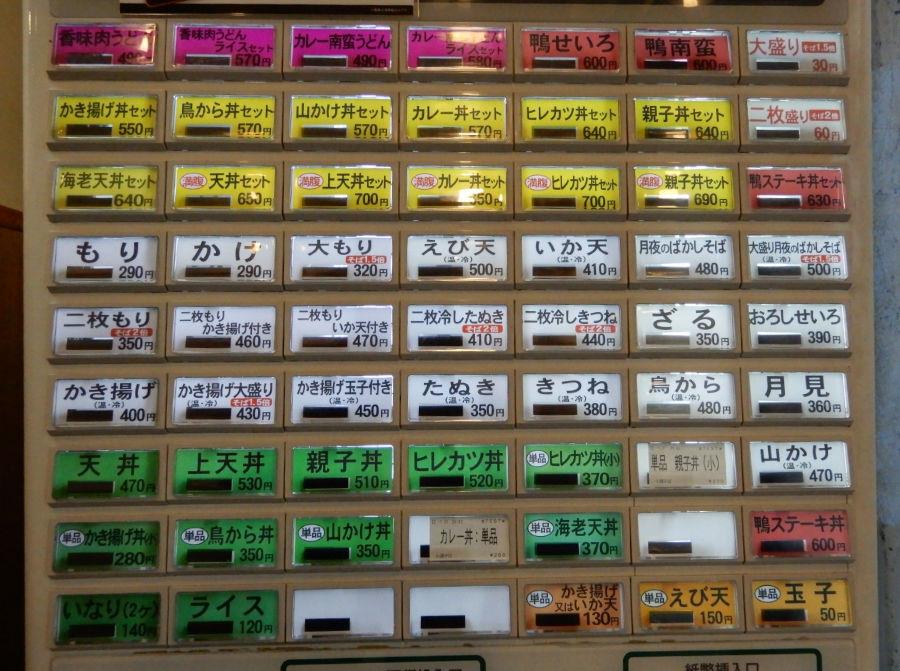 香味肉うどん
490円
香味肉うどん
ライスセット
570円
カレー南蛮うどん
490円
カレー
ライスセット
580円
鴨せいろ
600円
鴨南蛮
600円
大盛り そば1.5倍
30円
かき揚げ丼セット
550円
鳥から丼セット
570円
山かけ丼セット
570円
カレー丼セット
570円
ヒレカツ丼セット
640円
親子丼セット
640円
二枚盛り そば2倍
60円
海老天丼セット
640円
満腹 天丼セット
650円
満腹 上天丼セット
700円
満腹 カレー丼セット
満腹 ヒレカツ丼セット
700円
満腹 親子丼セット
690円
鴨ステーキ丼セット
630円
もり
290円
かけ
290円
大もり
そば1.5倍
320円
えび天
(温・冷)
500円
いか天
(温・冷)
410円
月夜のばかしそば
480円
大盛り月夜のばかしそば
(温・冷) そば1.5倍
500円
二枚もり
そば2倍
350円
二枚もり
かき揚げ付き
460円
二枚もり
いか天付き
470円
二枚冷したぬき
そば2倍
410円
二枚冷しきつね
そば2倍
440円
ざる
350円
おろしせいろ
390円
かき揚げ
(温・冷)
400円
かき揚げ大盛り
(温・冷) そば1.5倍
430円
かき揚げ玉子付き
(温・冷)
450円
たぬき
(温・冷)
350円
きつね
(温・冷)
380円
鳥から
(温・冷)
480円
月見
360円
天丼
470円
上天丼
530円
親子丼
510円
ヒレカツ丼
520円
単品 ヒレカツ丼(小)
370円
単品 親子丼(小)
山かけ
(温・冷)
470円
単品 かき揚げ丼(小)
280円
単品 鳥から丼
350円
単品 山かけ丼
350円
カレー丼:単品
単品 海老天丼
370円
鴨ステーキ丼
600円
いなり(2ヶ)
140円
ライス
120円
単品 かき揚げ
又はいか天
130円
単品 えび天
150円
単品 玉子
50円
紙幣挿入口